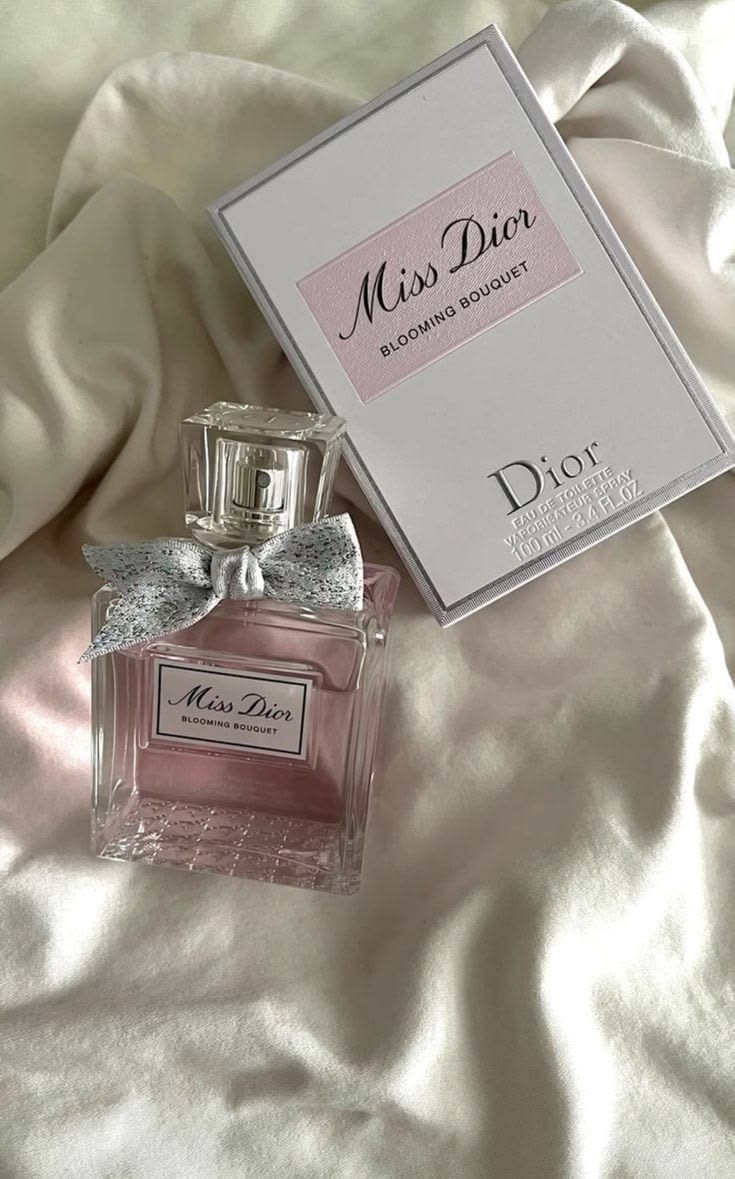 Miss Dior
BLOOMING BOUQUET
Dior
EAU DE TOILETTE
VAPORISATEUR SPRAY
100 ml - 3.4 FL.OZ
Miss Dior
BLOOMING BOUQUET